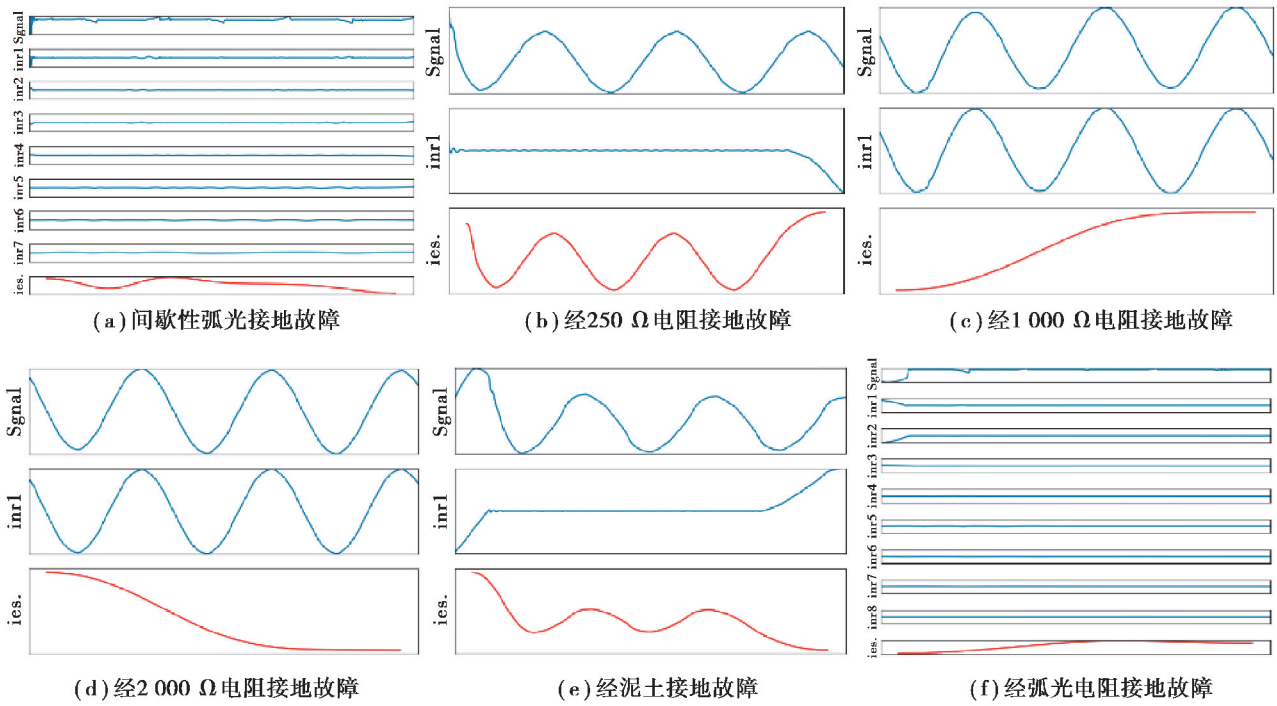 Sgnal
inr1
inr2
inr3
inr4
inr5
inr6
inr7
ies.
(a)间歇性弧光接地故障
Sgnal
inr1
ies.
(b)经250 Ω电阻接地故障
Sgnal
inr1
ies.
(c)经1 000 Ω电阻接地故障
Sgnal
inr1
ies.
(d)经2 000 Ω电阻接地故障
Sgnal
inr1
ies.
(e)经泥土接地故障
Sgnal
inr1
inr2
inr3
inr4
inr5
inr6
inr7
inr8
ies.
(f)经弧光电阻接地故障